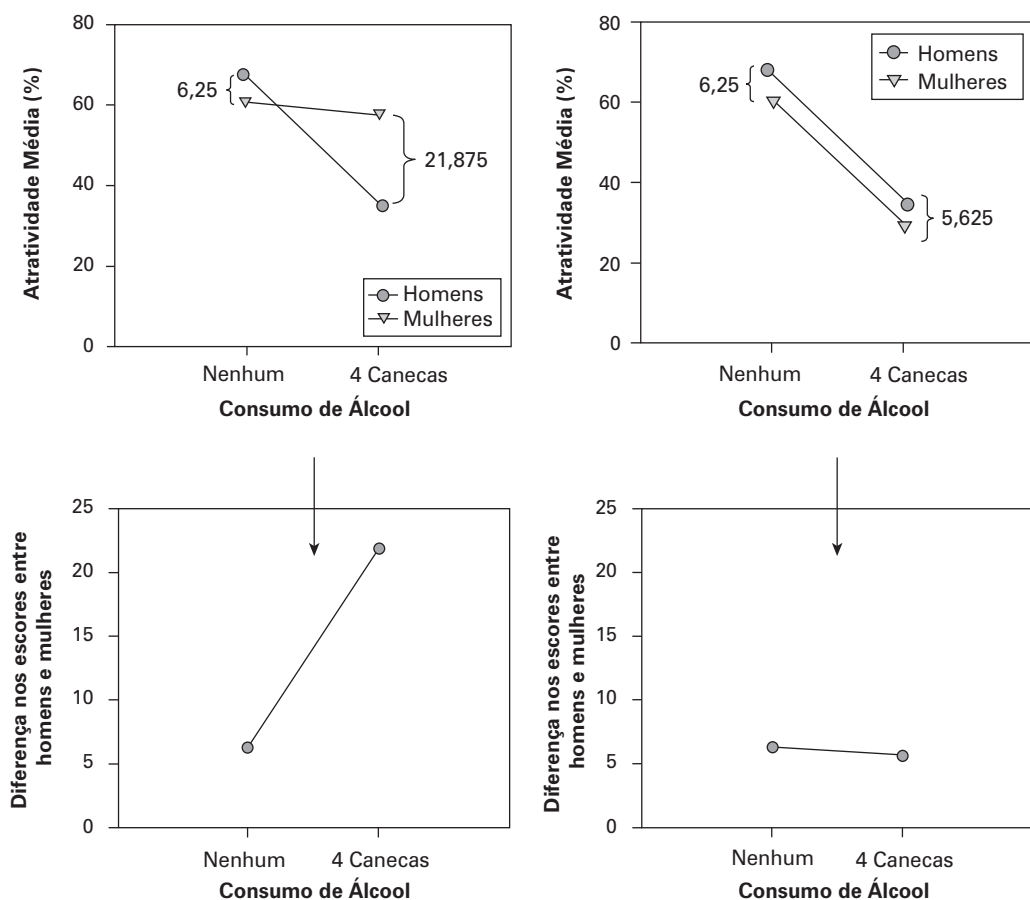 Atratividade Média (%)
80
60
40
20
0
6,25
21,875
Homens
Mulheres
Nenhum
4 Canecas
Consumo de Álcool
Atratividade Média (%)
80
60
40
20
0
6,25
5,625
Homens
Mulheres
Nenhum
4 Canecas
Consumo de Álcool
Diferença nos escores entre
homens e mulheres
25
20
15
10
5
0
Nenhum
4 Canecas
Consumo de Álcool
Diferença nos escores entre
homens e mulheres
25
20
15
10
5
0
Nenhum
4 Canecas
Consumo de Álcool